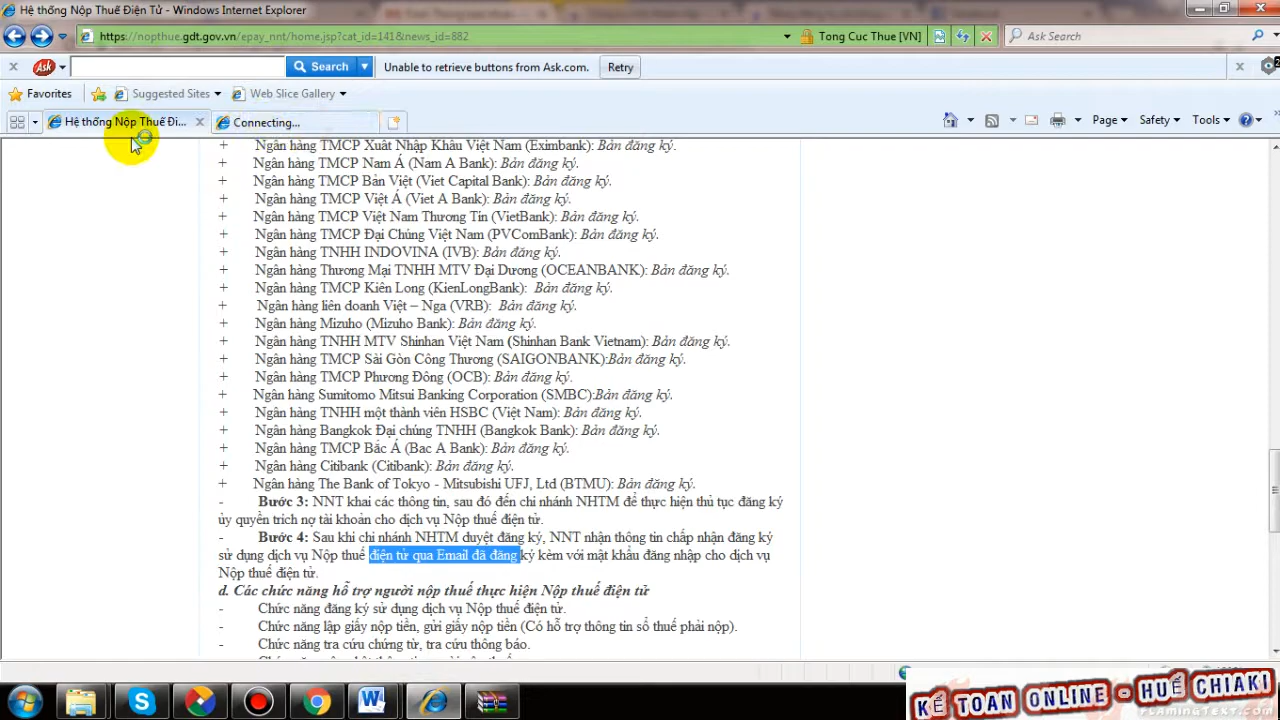 Hệ thống Nộp Thuế Điện Tử - Windows Internet Explorer
https://nopthue.gdt.gov.vn/epay_nnt/home.jsp?cat_id=141&news_id=882
Tong Cuc Thue [VN]
Ask Search
Ask
Search
Unable to retrieve buttons from Ask.com.
Retry
2
Favorites
Suggested Sites
Web Slice Gallery
Hệ thống Nộp Thuế Đi...
Connecting...
Page
Safety
Tools
+ Ngân hàng TMCP Xuất Nhập Khẩu Việt Nam (Eximbank): Bản đăng ký.
+ Ngân hàng TMCP Nam Á (Nam A Bank): Bản đăng ký.
+ Ngân hàng TMCP Bản Việt (Viet Capital Bank): Bản đăng ký.
+ Ngân hàng TMCP Việt Á (Viet A Bank): Bản đăng ký.
+ Ngân hàng TMCP Việt Nam Thương Tín (VietBank): Bản đăng ký.
+ Ngân hàng TMCP Đại Chúng Việt Nam (PVComBank): Bản đăng ký.
+ Ngân hàng TNHH INDOVINA (IVB): Bản đăng ký.
+ Ngân hàng Thương Mại TNHH MTV Đại Dương (OCEANBANK): Bản đăng ký.
+ Ngân hàng TMCP Kiên Long (KienLongBank): Bản đăng ký.
+ Ngân hàng liên doanh Việt – Nga (VRB): Bản đăng ký.
+ Ngân hàng Mizuho (Mizuho Bank): Bản đăng ký.
+ Ngân hàng TNHH MTV Shinhan Việt Nam (Shinhan Bank Vietnam): Bản đăng ký.
+ Ngân hàng TMCP Sài Gòn Công Thương (SAIGONBANK):Bản đăng ký.
+ Ngân hàng TMCP Phương Đông (OCB): Bản đăng ký.
+ Ngân hàng Sumitomo Mitsui Banking Corporation (SMBC):Bản đăng ký.
+ Ngân hàng TNHH một thành viên HSBC (Việt Nam): Bản đăng ký.
+ Ngân hàng Bangkok Đại chúng TNHH (Bangkok Bank): Bản đăng ký.
+ Ngân hàng TMCP Bắc Á (Bac A Bank): Bản đăng ký.
+ Ngân hàng Citibank (Citibank): Bản đăng ký.
+ Ngân hàng The Bank of Tokyo - Mitsubishi UFJ, Ltd (BTMU): Bản đăng ký.
- Bước 3: NNT khai các thông tin, sau đó đến chi nhánh NHTM để thực hiện thủ tục đăng ký
ủy quyền trích nợ tài khoản cho dịch vụ Nộp thuế điện tử.
- Bước 4: Sau khi chi nhánh NHTM duyệt đăng ký, NNT nhận thông tin chấp nhận đăng ký
sử dụng dịch vụ Nộp thuế điện tử qua Email đã đăng ký kèm với mật khẩu đăng nhập cho dịch vụ
Nộp thuế điện tử.
d. Các chức năng hỗ trợ người nộp thuế thực hiện Nộp thuế điện tử
- Chức năng đăng ký sử dụng dịch vụ Nộp thuế điện tử.
- Chức năng lập giấy nộp tiền, gửi giấy nộp tiền (Có hỗ trợ thông tin sổ thuế phải nộp).
- Chức năng tra cứu chứng từ, tra cứu thông báo.
KẾ TOÁN ONLINE - HUẾ CHIAKI
FLAMINGTEXT.COM